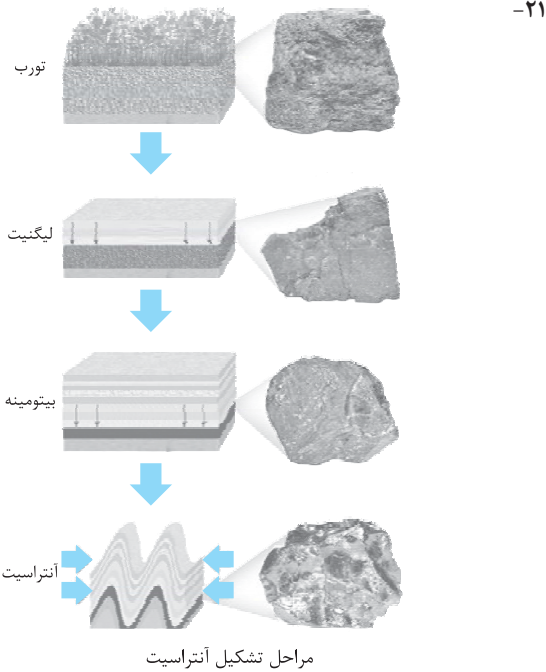 ۲۱-
تورب
لیگنیت
بیتومینه
آنتراسیت
مراحل تشکیل آنتراسیت